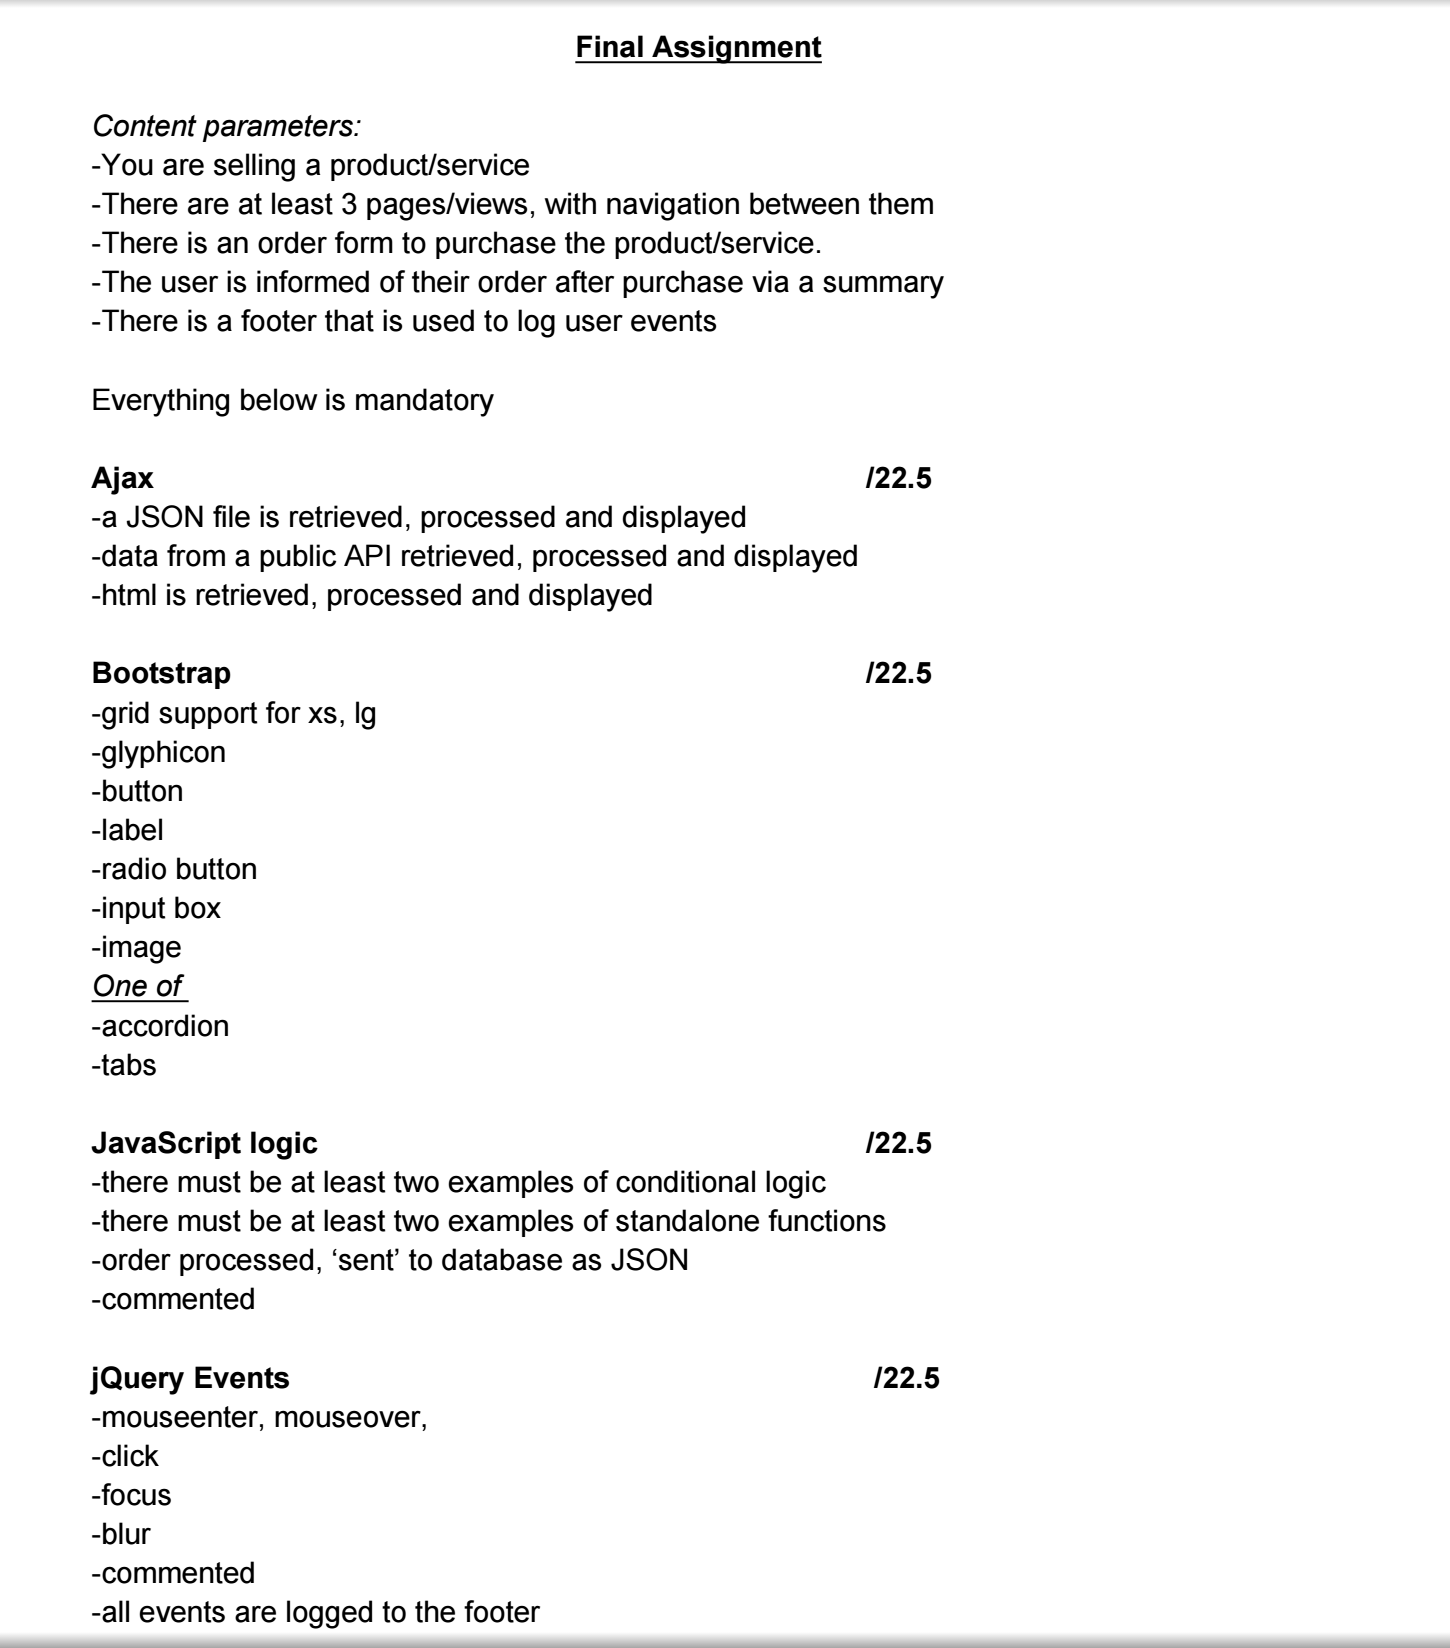 Final Assignment
Content parameters:
-You are selling a product/service
-There are at least 3 pages/views, with navigation between them
-There is an order form to purchase the product/service.
-The user is informed of their order after purchase via a summary
-There is a footer that is used to log user events
Everything below is mandatory
Ajax /22.5
-a JSON file is retrieved, processed and displayed
-data from a public API retrieved, processed and displayed
-html is retrieved, processed and displayed
Bootstrap /22.5
-grid support for xs, lg
-glyphicon
-button
-label
-radio button
-input box
-image
One of
-accordion
-tabs
JavaScript logic /22.5
-there must be at least two examples of conditional logic
-there must be at least two examples of standalone functions
-order processed, ‘sent’ to database as JSON
-commented
jQuery Events /22.5
-mouseenter, mouseover,
-click
-focus
-blur
-commented
-all events are logged to the footer